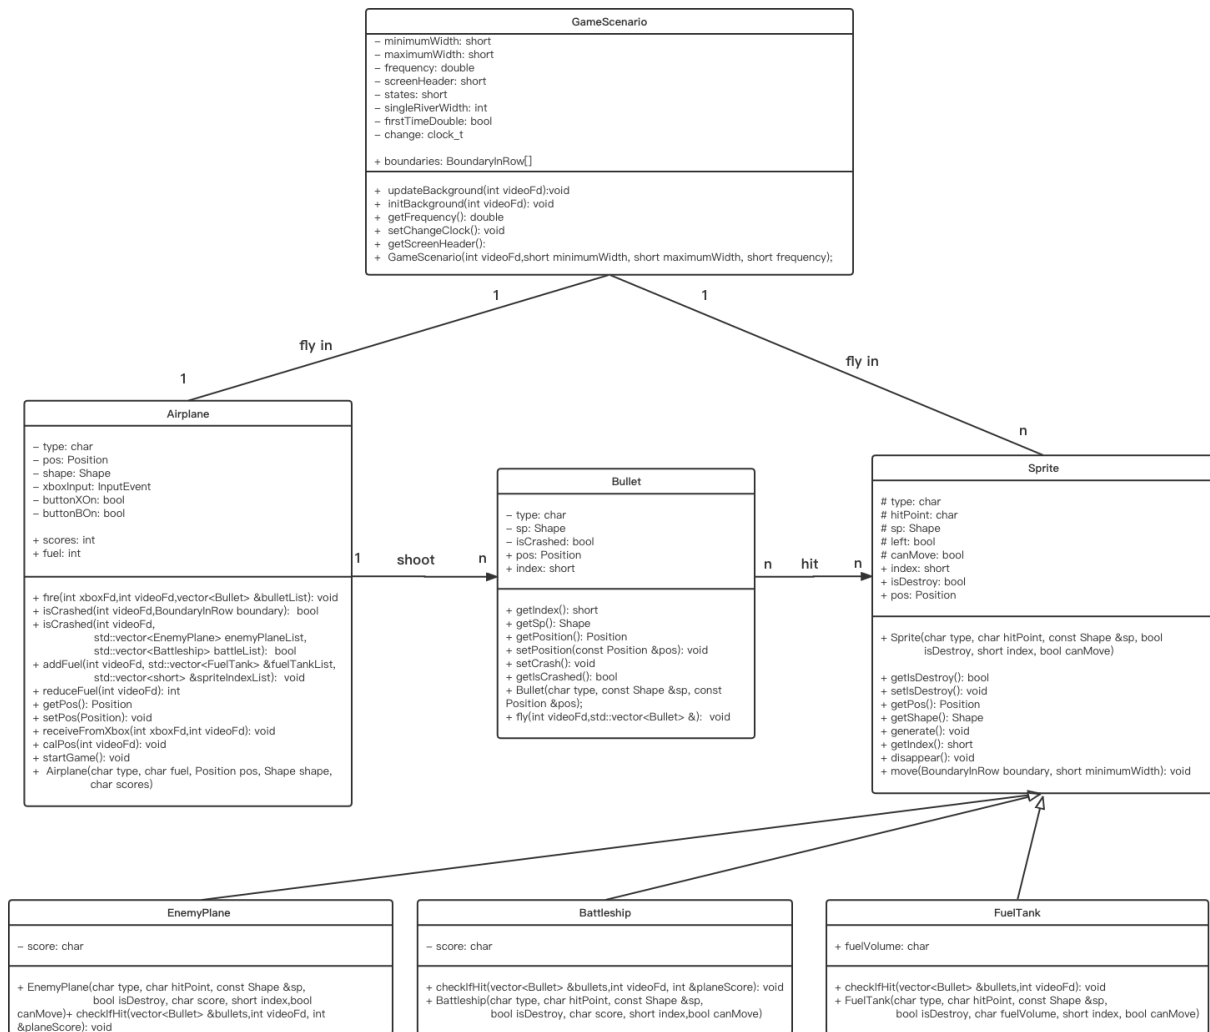 GameScenario
– minimumWidth: short
– maximumWidth: short
– frequency: double
– screenHeader: short
– states: short
– singleRiverWidth: int
– firstTimeDouble: bool
– change: clock_t
+ boundaries: BoundaryInRow[]
+ updateBackground(int videoFd):void
+ initBackground(int videoFd): void
+ getFrequency(): double
+ setChangeClock(): void
+ getScreenHeader():
+ GameScenario(int videoFd,short minimumWidth, short maximumWidth, short frequency);
1
1
fly in
fly in
1
n
Airplane
– type: char
– pos: Position
– shape: Shape
– xboxInput: InputEvent
– buttonXOn: bool
– buttonBOn: bool
+ scores: int
+ fuel: int
+ fire(int xboxFd,int videoFd,vector<Bullet> &bulletList): void
+ isCrashed(int videoFd,BoundaryInRow boundary): bool
+ isCrashed(int videoFd,
std::vector<EnemyPlane> enemyPlaneList,
std::vector<Battleship> battleList): bool
+ addFuel(int videoFd, std::vector<FuelTank> &fuelTankList,
std::vector<short> &spriteIndexList): void
+ reduceFuel(int videoFd): int
+ getPos(): Position
+ setPos(Position): void
+ receiveFromXbox(int xboxFd,int videoFd): void
+ calPos(int videoFd): void
+ startGame(): void
+ Airplane(char type, char fuel, Position pos, Shape shape,
char scores)
1 shoot n
Bullet
– type: char
– sp: Shape
– isCrashed: bool
+ pos: Position
+ index: short
+ getIndex(): short
+ getSp(): Shape
+ getPosition(): Position
+ setPosition(const Position &pos): void
+ setCrash(): void
+ getIsCrashed(): bool
+ Bullet(char type, const Shape &sp, const
Position &pos);
+ fly(int videoFd,std::vector<Bullet> &): void
n hit n
Sprite
# type: char
# hitPoint: char
# sp: Shape
# left: bool
# canMove: bool
+ index: short
+ isDestroy: bool
+ pos: Position
+ Sprite(char type, char hitPoint, const Shape &sp, bool
isDestroy, short index, bool canMove)
+ getIsDestroy(): bool
+ setIsDestroy(): void
+ getPos(): Position
+ getShape(): Shape
+ generate(): void
+ getIndex(): short
+ disappear(): void
+ move(BoundaryInRow boundary, short minimumWidth): void
EnemyPlane
– score: char
+ EnemyPlane(char type, char hitPoint, const Shape &sp,
bool isDestroy, char score, short index,bool
canMove)+ checkIfHit(vector<Bullet> &bullets,int videoFd, int
&planeScore): void
Battleship
– score: char
+ checkIfHit(vector<Bullet> &bullets,int videoFd, int &planeScore): void
+ Battleship(char type, char hitPoint, const Shape &sp,
bool isDestroy, char score, short index,bool canMove)
FuelTank
+ fuelVolume: char
+ checkIfHit(vector<Bullet> &bullets,int videoFd): void
+ FuelTank(char type, char hitPoint, const Shape &sp,
bool isDestroy, char fuelVolume, short index, bool canMove)